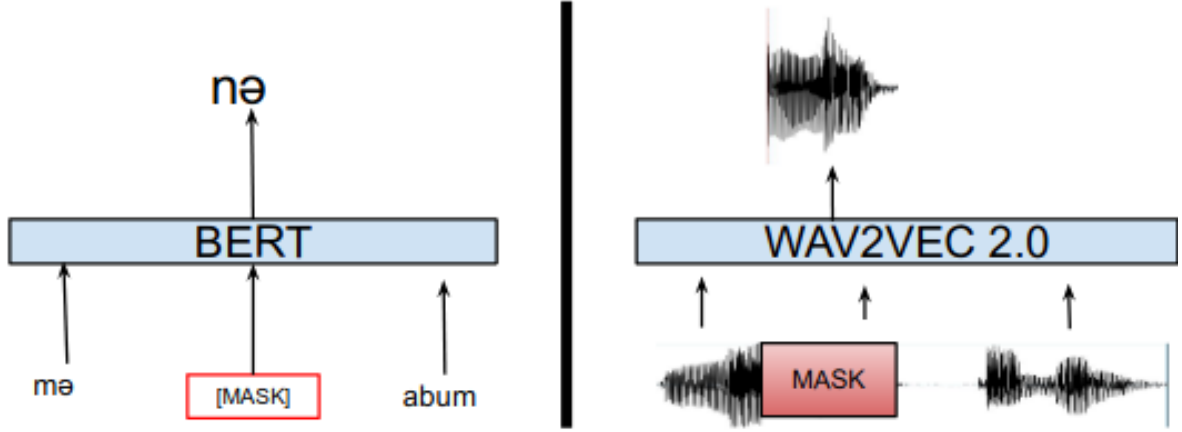 nə
BERT
mə
[MASK]
abum
WAV2VEC 2.0
MASK